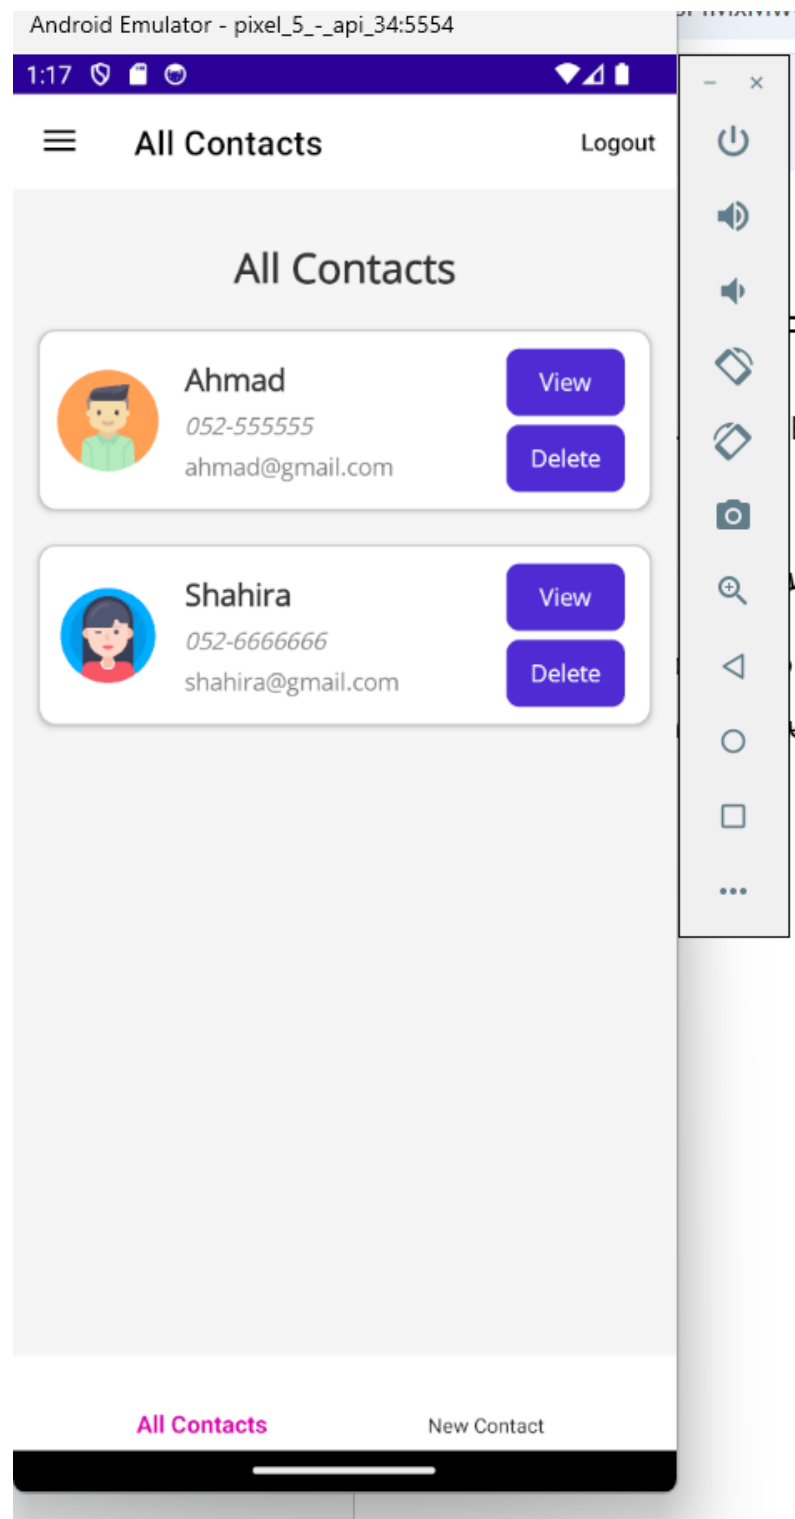 Android Emulator - pixel_5_-_api_34:5554
1:17
All Contacts
Logout
All Contacts
Ahmad
052-555555
ahmad@gmail.com
View
Delete
Shahira
052-6666666
shahira@gmail.com
View
Delete
All Contacts
New Contact